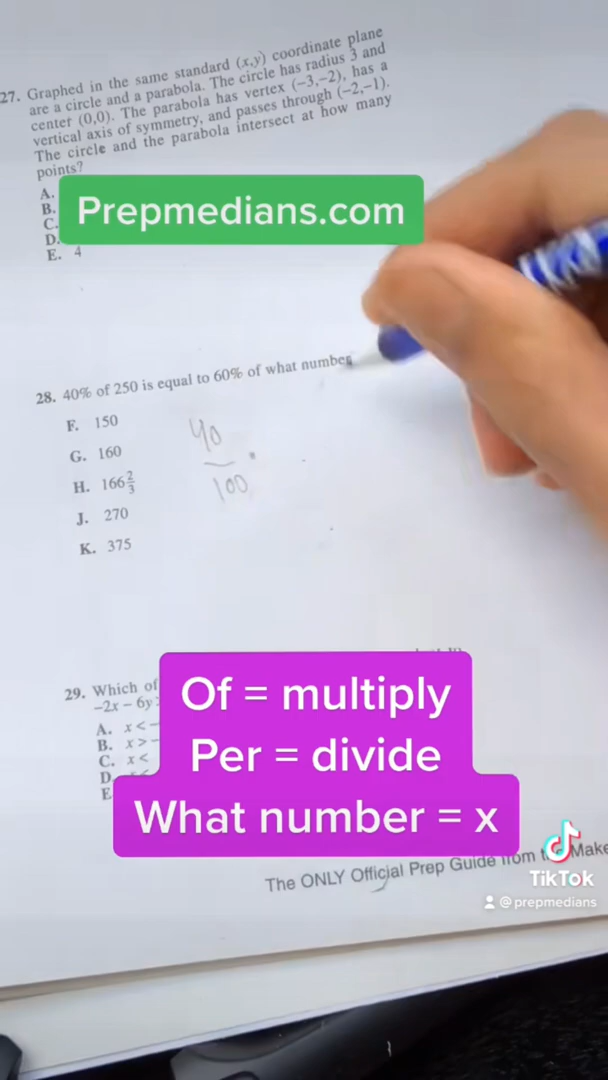 27. Graphed in the same standard (x,y) coordinate plane
are a circle and a parabola. The circle has radius 3 and
center (0,0). The parabola has vertex (−3,−2), has a
vertical axis of symmetry, and passes through (−2,−1).
The circle and the parabola intersect at how many
points?
A.
B.
C.
D.
E. 4
Prepmedians.com
28. 40% of 250 is equal to 60% of what number
F. 150
G. 160
H. 166 2/3
J. 270
K. 375
40
100
.
29. Which of
−2x − 6y
A. x < −
B. x > −
C. x <
D.
E
Of = multiply
Per = divide
What number = x
The ONLY Official Prep Guide from the Make
TikTok
@prepmedians